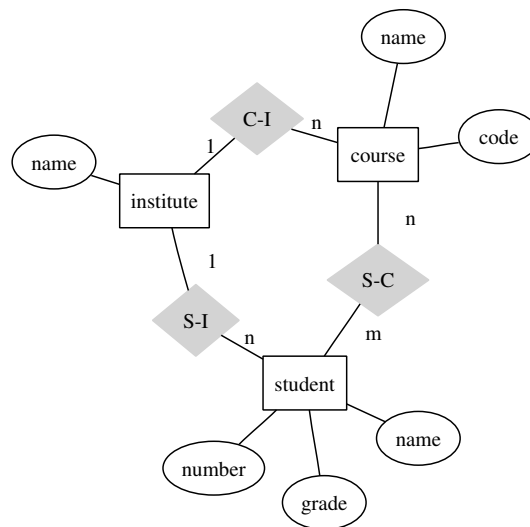 name
C-I
n
1
course
code
name
institute
n
1
S-C
S-I
n
m
student
name
number
grade